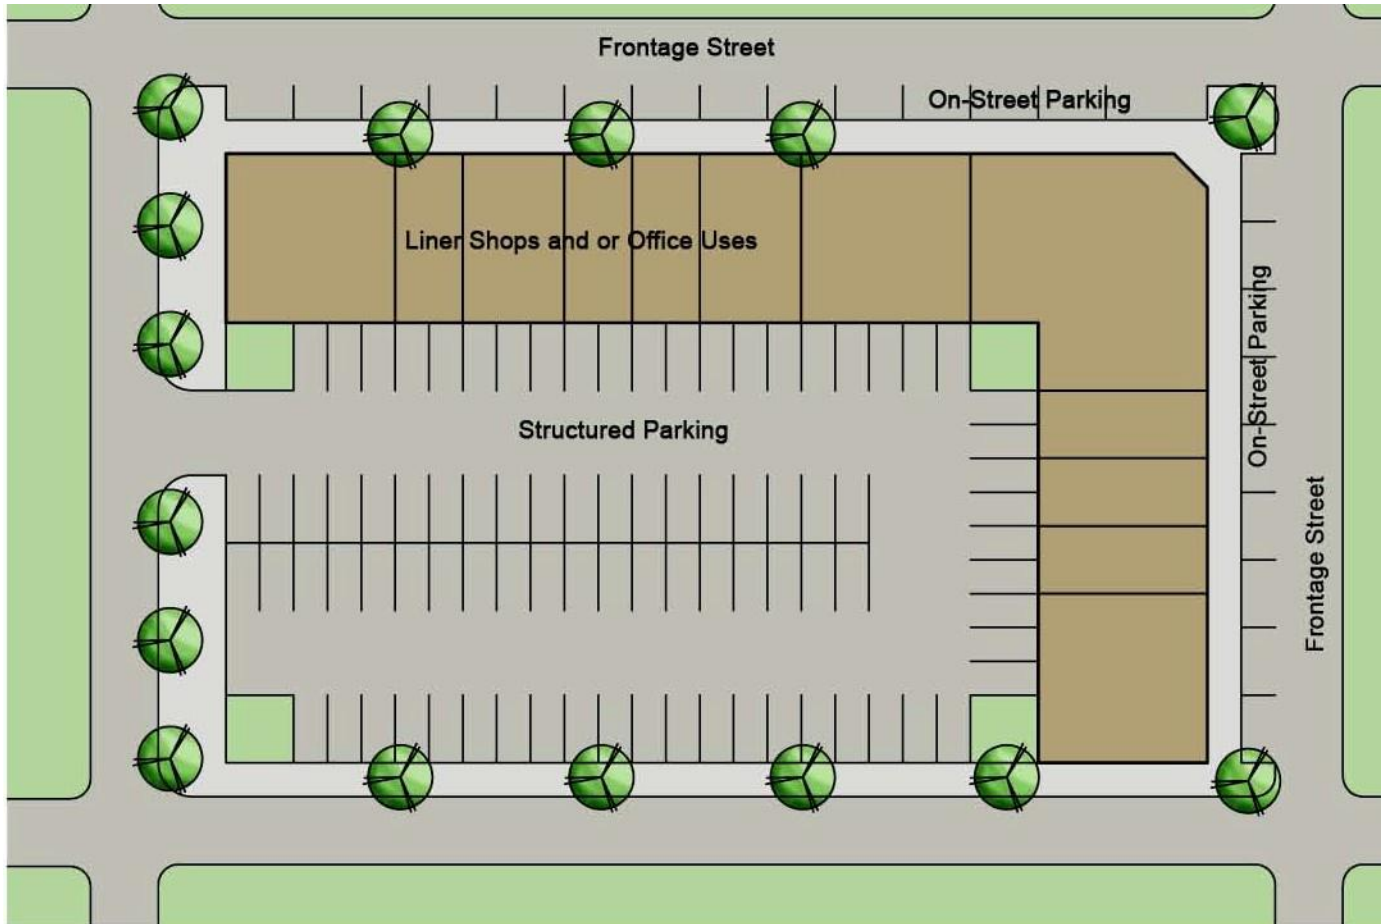 Frontage Street
On-Street Parking
Liner Shops and or Office Uses
On-Street Parking
Structured Parking
Frontage Street